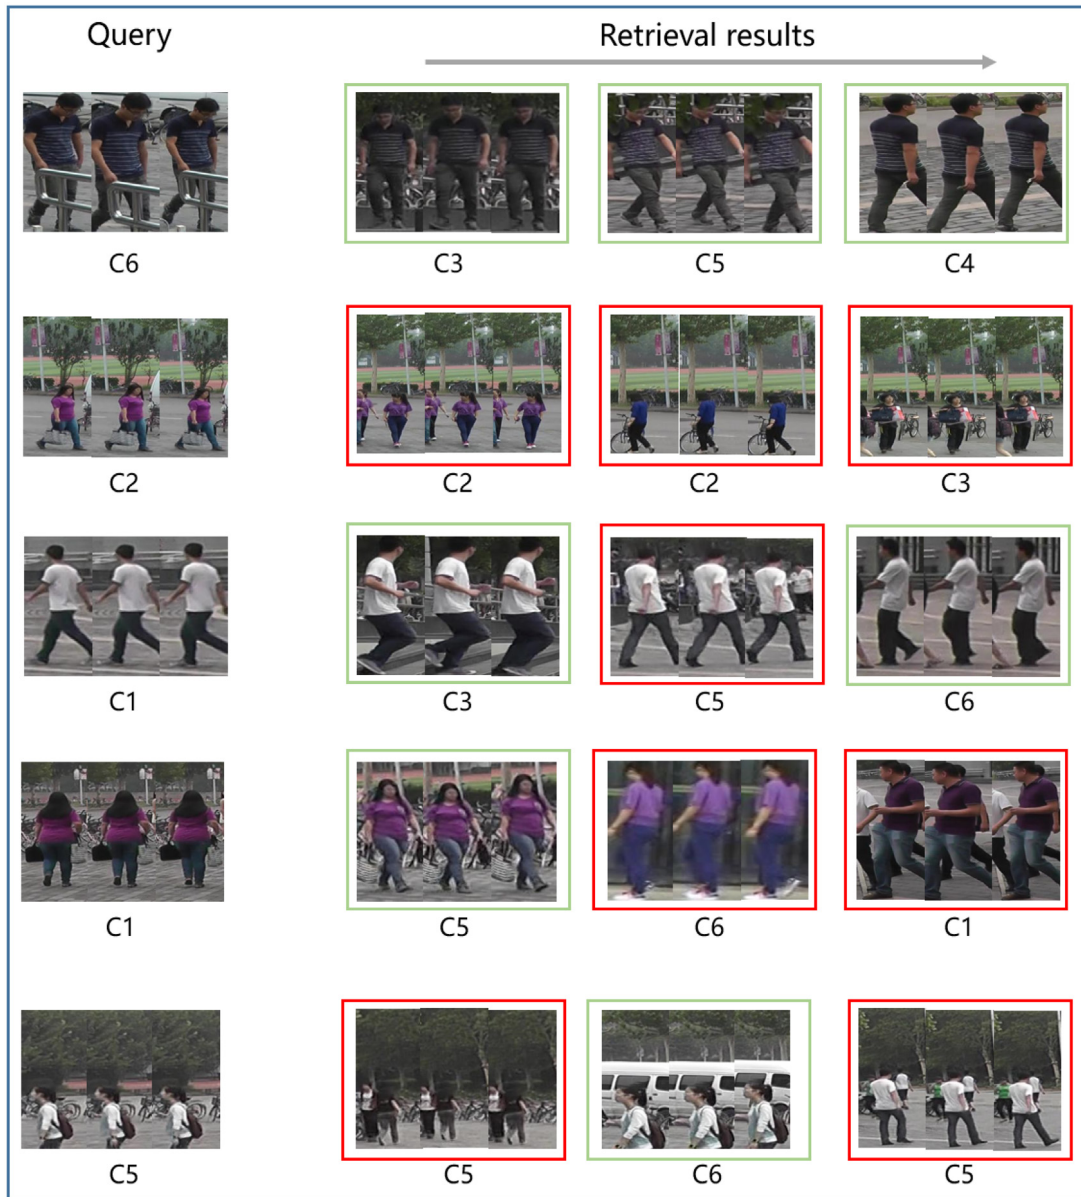 Query Retrieval results
C6 C3 C5 C4
C2 C2 C2 C3
C1 C3 C5 C6
C1 C5 C6 C1
C5 C5 C6 C5